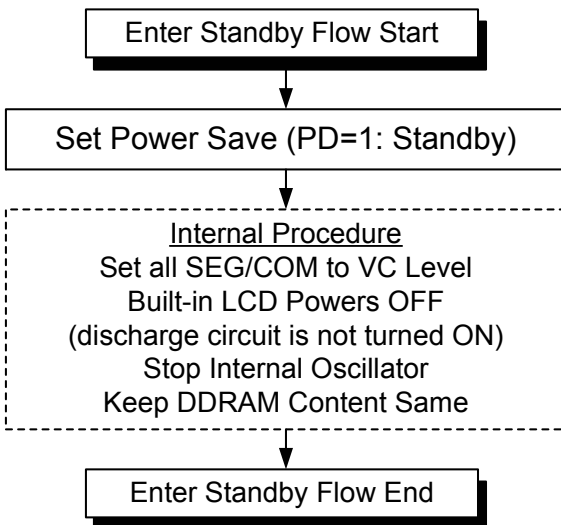 Enter Standby Flow Start
Set Power Save (PD=1: Standby)
Internal Procedure
Set all SEG/COM to VC Level
Built-in LCD Powers OFF
(discharge circuit is not turned ON)
Stop Internal Oscillator
Keep DDRAM Content Same
Enter Standby Flow End